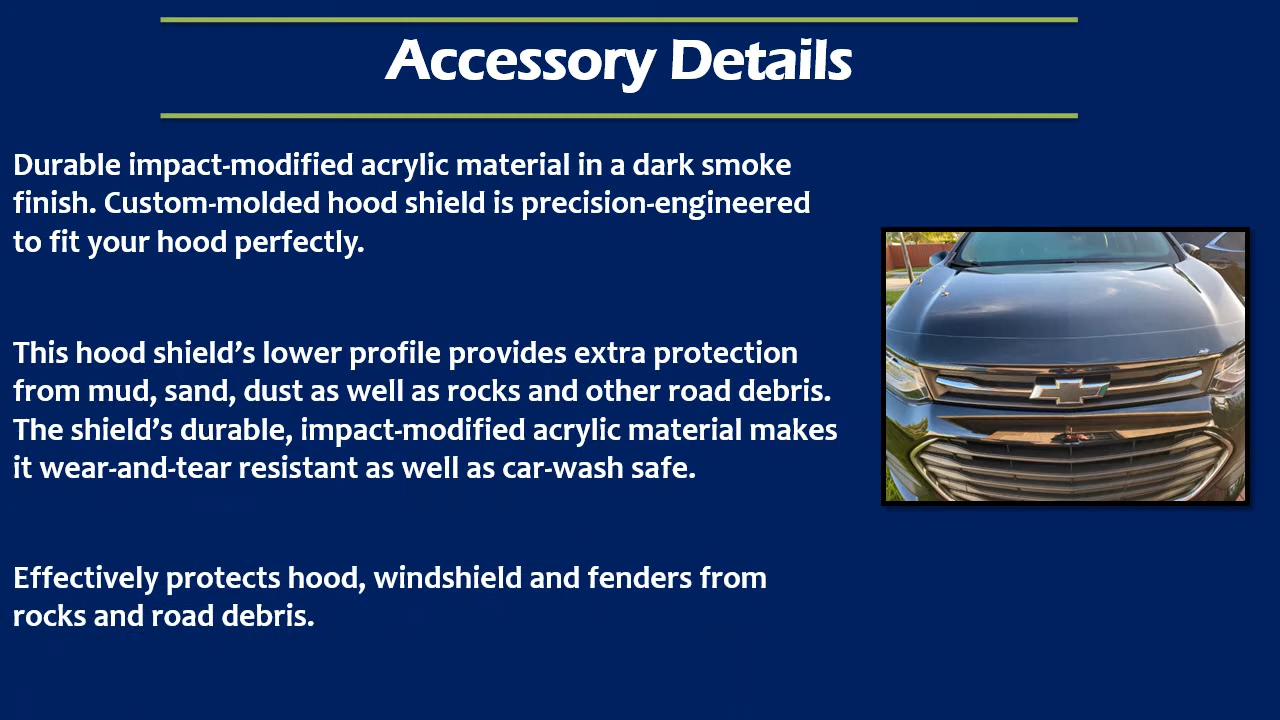 Accessory Details
Durable impact-modified acrylic material in a dark smoke
finish. Custom-molded hood shield is precision-engineered
to fit your hood perfectly.
This hood shield’s lower profile provides extra protection
from mud, sand, dust as well as rocks and other road debris.
The shield’s durable, impact-modified acrylic material makes
it wear-and-tear resistant as well as car-wash safe.
Effectively protects hood, windshield and fenders from
rocks and road debris.